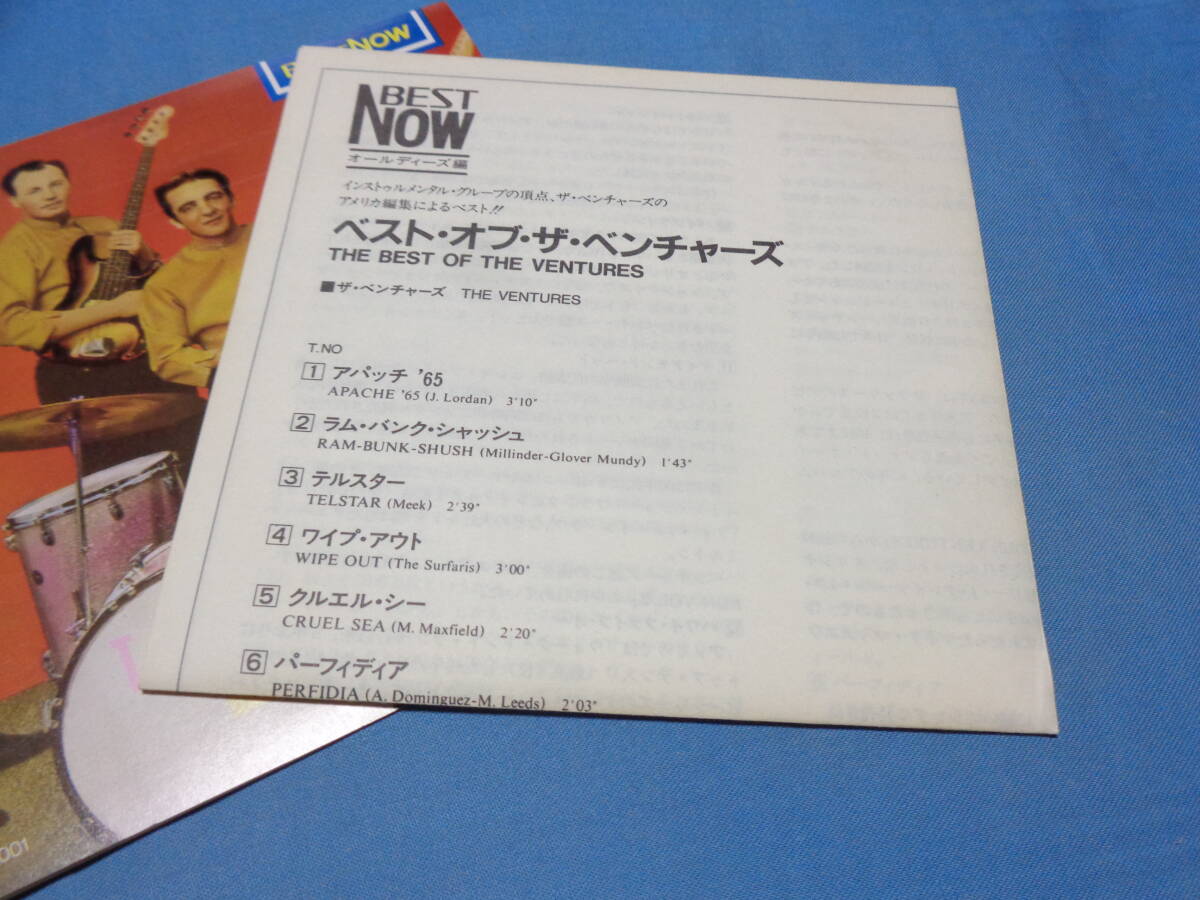 NOW
BEST
NOW
オールディーズ編
インストゥルメンタル・グループの頂点、ザ・ベンチャーズの
アメリカ編集によるベスト!!
ベスト・オブ・ザ・ベンチャーズ
THE BEST OF THE VENTURES
■ザ・ベンチャーズ THE VENTURES
T.NO
1 アパッチ '65
APACHE '65 (J. Lordan) 3'10"
2 ラム・バンク・シャッシュ
RAM-BUNK-SHUSH (Millinder-Glover Mundy) 1'43"
3 テルスター
TELSTAR (Meek) 2'39"
4 ワイプ・アウト
WIPE OUT (The Surfaris) 3'00"
5 クルエル・シー
CRUEL SEA (M. Maxfield) 2'20"
6 パーフィディア
PERFIDIA (A. Dominguez-M. Leeds) 2'03"
001